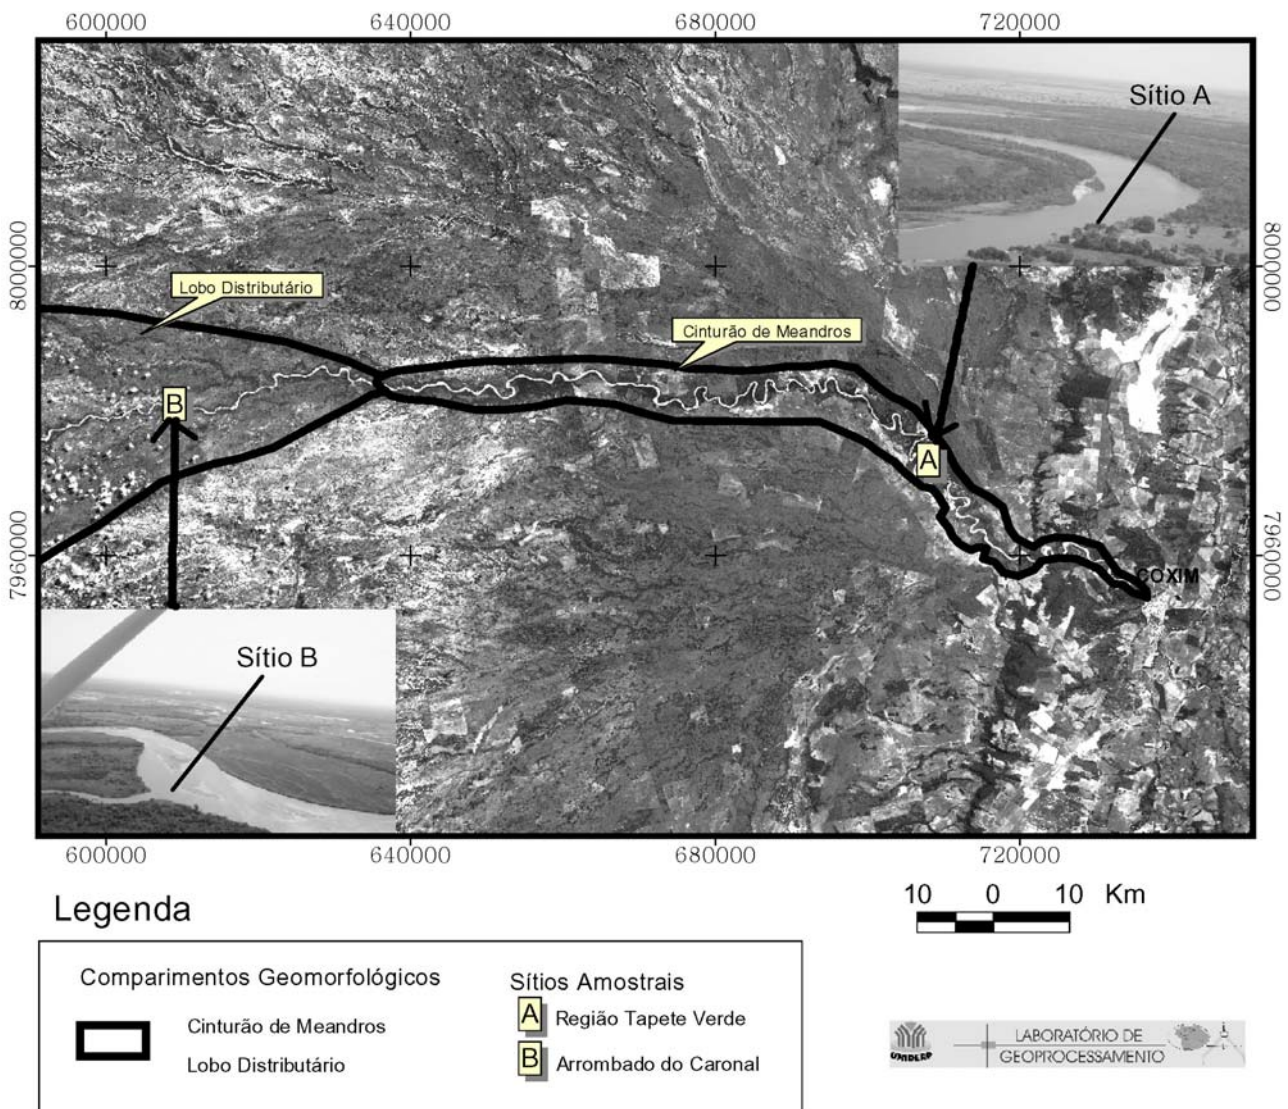 600000 640000 680000 720000
Sítio A
8000000
8000000
Lobo Distributário
Cinturão de Meandros
B
A
7960000
7960000
COXIM
Sítio B
600000 640000 680000 720000
10 0 10 Km
Legenda
Comparimentos Geomorfológicos
Cinturão de Meandros
Lobo Distributário
Sítios Amostrais
A Região Tapete Verde
B Arrombado do Caronal
UNIDERP
LABORATÓRIO DE
GEOPROCESSAMENTO